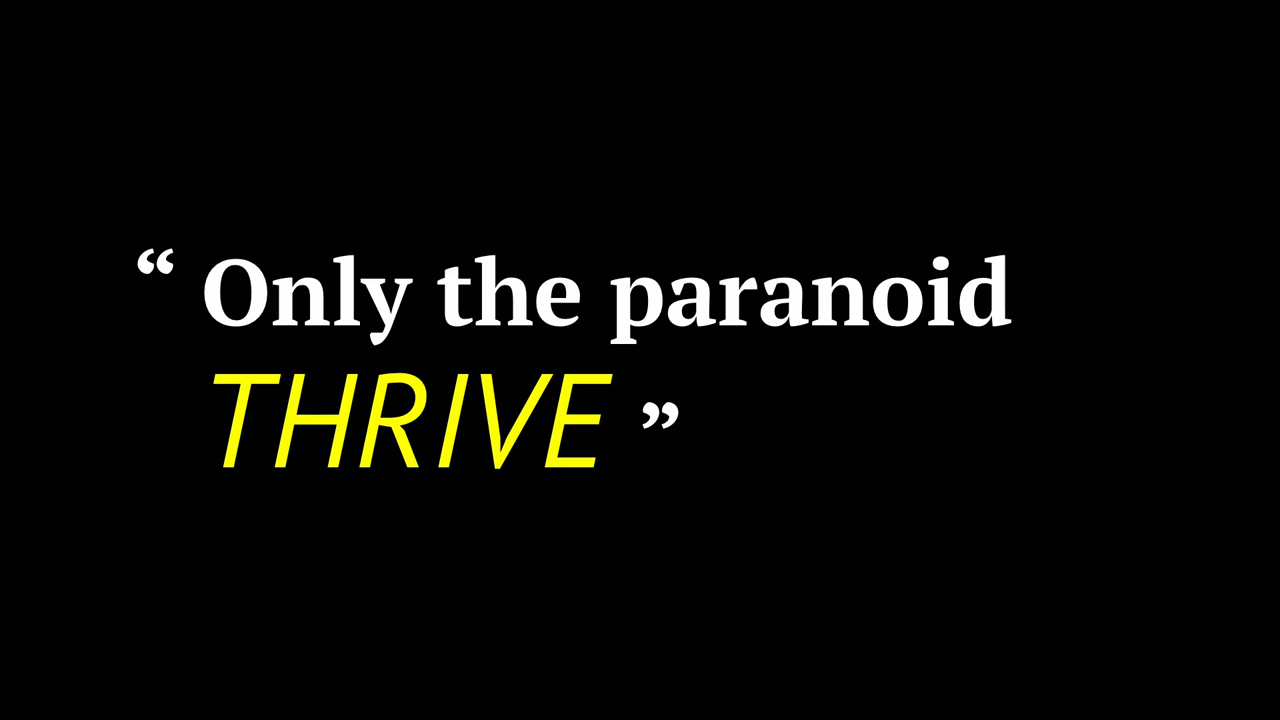 “ Only the paranoid
THRIVE ”